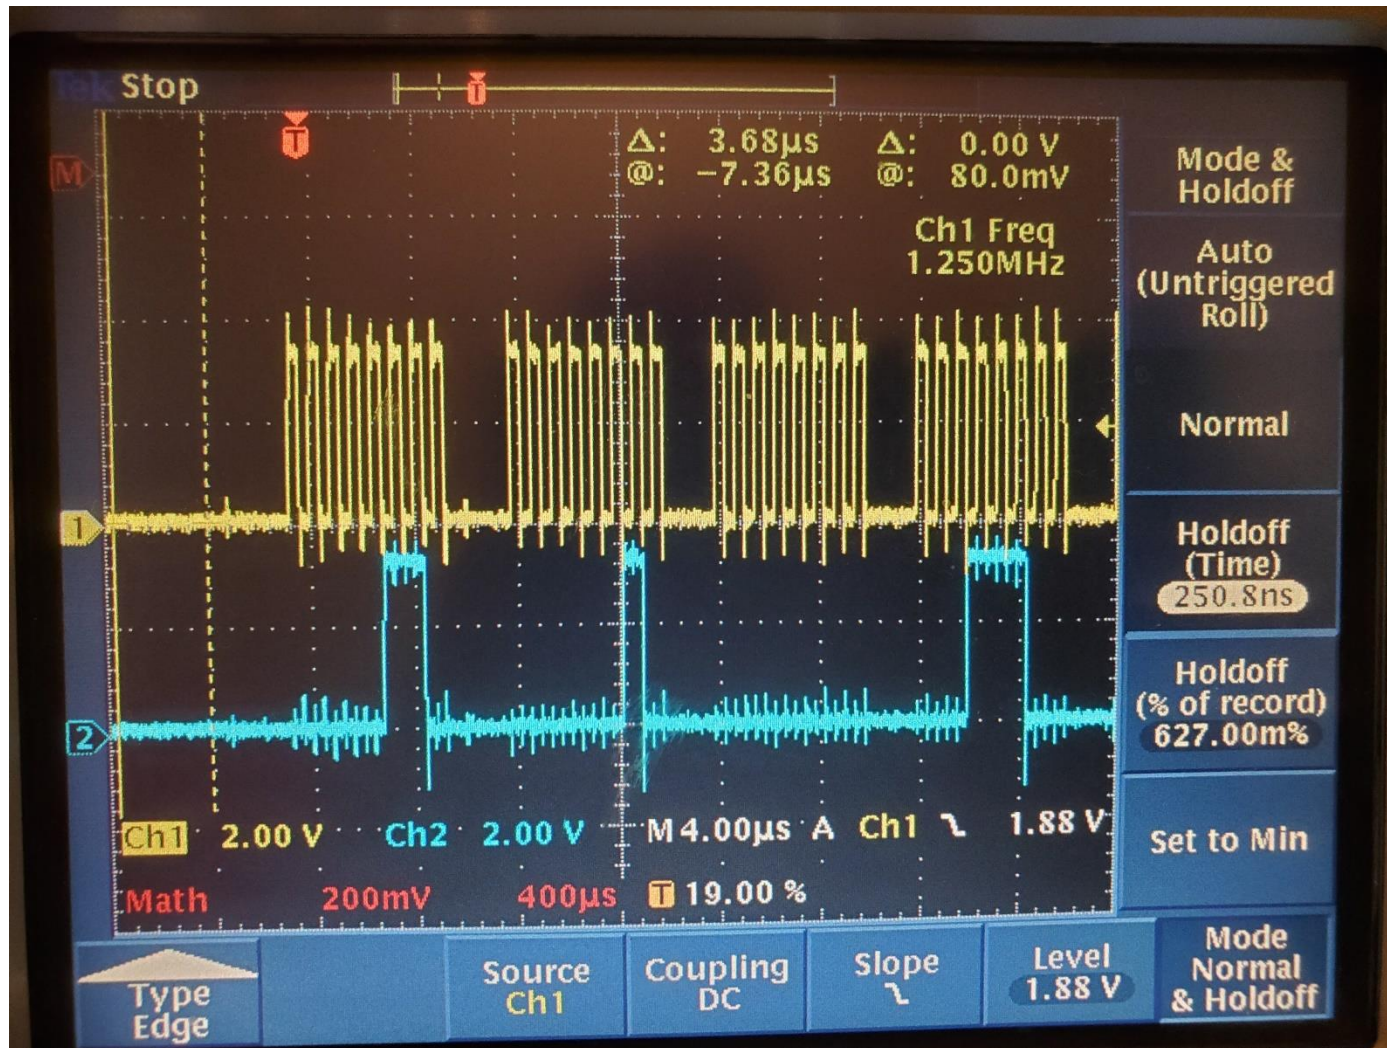 Tek Stop
T
T
M
Δ: 3.68µs Δ: 0.00 V
@: −7.36µs @: 80.0mV
Ch1 Freq
1.250MHz
1
2
Ch1 2.00 V Ch2 2.00 V M 4.00µs A Ch1 1.88 V
Math 200mV 400µs T 19.00 %
Mode &
Holdoff
Auto
(Untriggered
Roll)
Normal
Holdoff
(Time)
250.8ns
Holdoff
(% of record)
627.00m%
Set to Min
Type
Edge
Source
Ch1
Coupling
DC
Slope
Level
1.88 V
Mode
Normal
& Holdoff